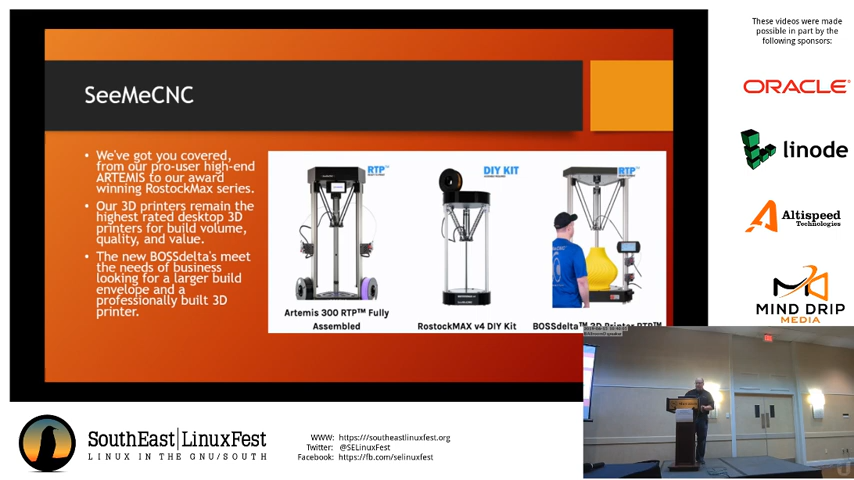 These videos were made
possible in part by the
following sponsors:
SeeMeCNC
ORACLE
linode
Altispeed
Technologies
MIND DRIP
MEDIA
• We've got you covered,
from our pro-user high-end
ARTEMIS to our award
winning RostockMax series.
• Our 3D printers remain the
highest rated desktop 3D
printers for build volume,
quality, and value.
• The new BOSSdelta's meet
the needs of business
looking for a larger build
envelope and a
professionally built 3D
printer.
RTP™
DIY KIT
RTP™
Artemis 300 RTP™ Fully
Assembled
RostockMAX v4 DIY Kit
BOSSdelta™ 3D Printer RTP™
SouthEast|LinuxFest
LINUX IN THE GNU/SOUTH
WWW: https://southeastlinuxfest.org
Twitter: @SELinuxFest
Facebook: https://fb.com/selinuxfest